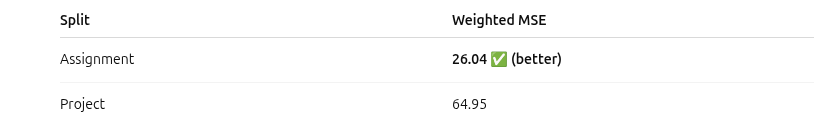 Split Weighted MSE
Assignment 26.04 ✅ (better)
Project 64.95